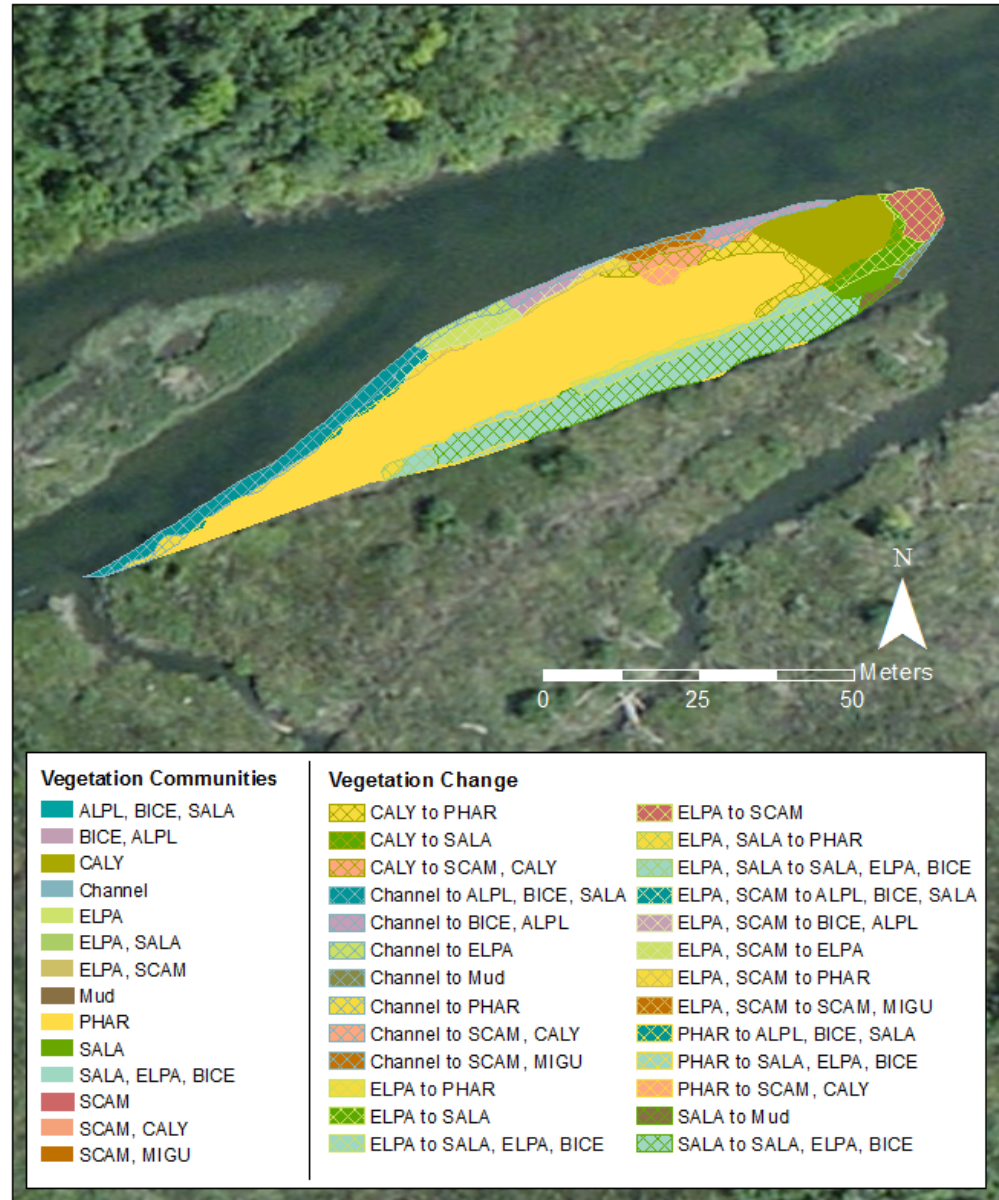 N
Meters
0 25 50
Vegetation Communities
ALPL, BICE, SALA
BICE, ALPL
CALY
Channel
ELPA
ELPA, SALA
ELPA, SCAM
Mud
PHAR
SALA
SALA, ELPA, BICE
SCAM
SCAM, CALY
SCAM, MIGU
Vegetation Change
CALY to PHAR
CALY to SALA
CALY to SCAM, CALY
Channel to ALPL, BICE, SALA
Channel to BICE, ALPL
Channel to ELPA
Channel to Mud
Channel to PHAR
Channel to SCAM, CALY
Channel to SCAM, MIGU
ELPA to PHAR
ELPA to SALA
ELPA to SALA, ELPA, BICE
ELPA to SCAM
ELPA, SALA to PHAR
ELPA, SALA to SALA, ELPA, BICE
ELPA, SCAM to ALPL, BICE, SALA
ELPA, SCAM to BICE, ALPL
ELPA, SCAM to ELPA
ELPA, SCAM to PHAR
ELPA, SCAM to SCAM, MIGU
PHAR to ALPL, BICE, SALA
PHAR to SALA, ELPA, BICE
PHAR to SCAM, CALY
SALA to Mud
SALA to SALA, ELPA, BICE